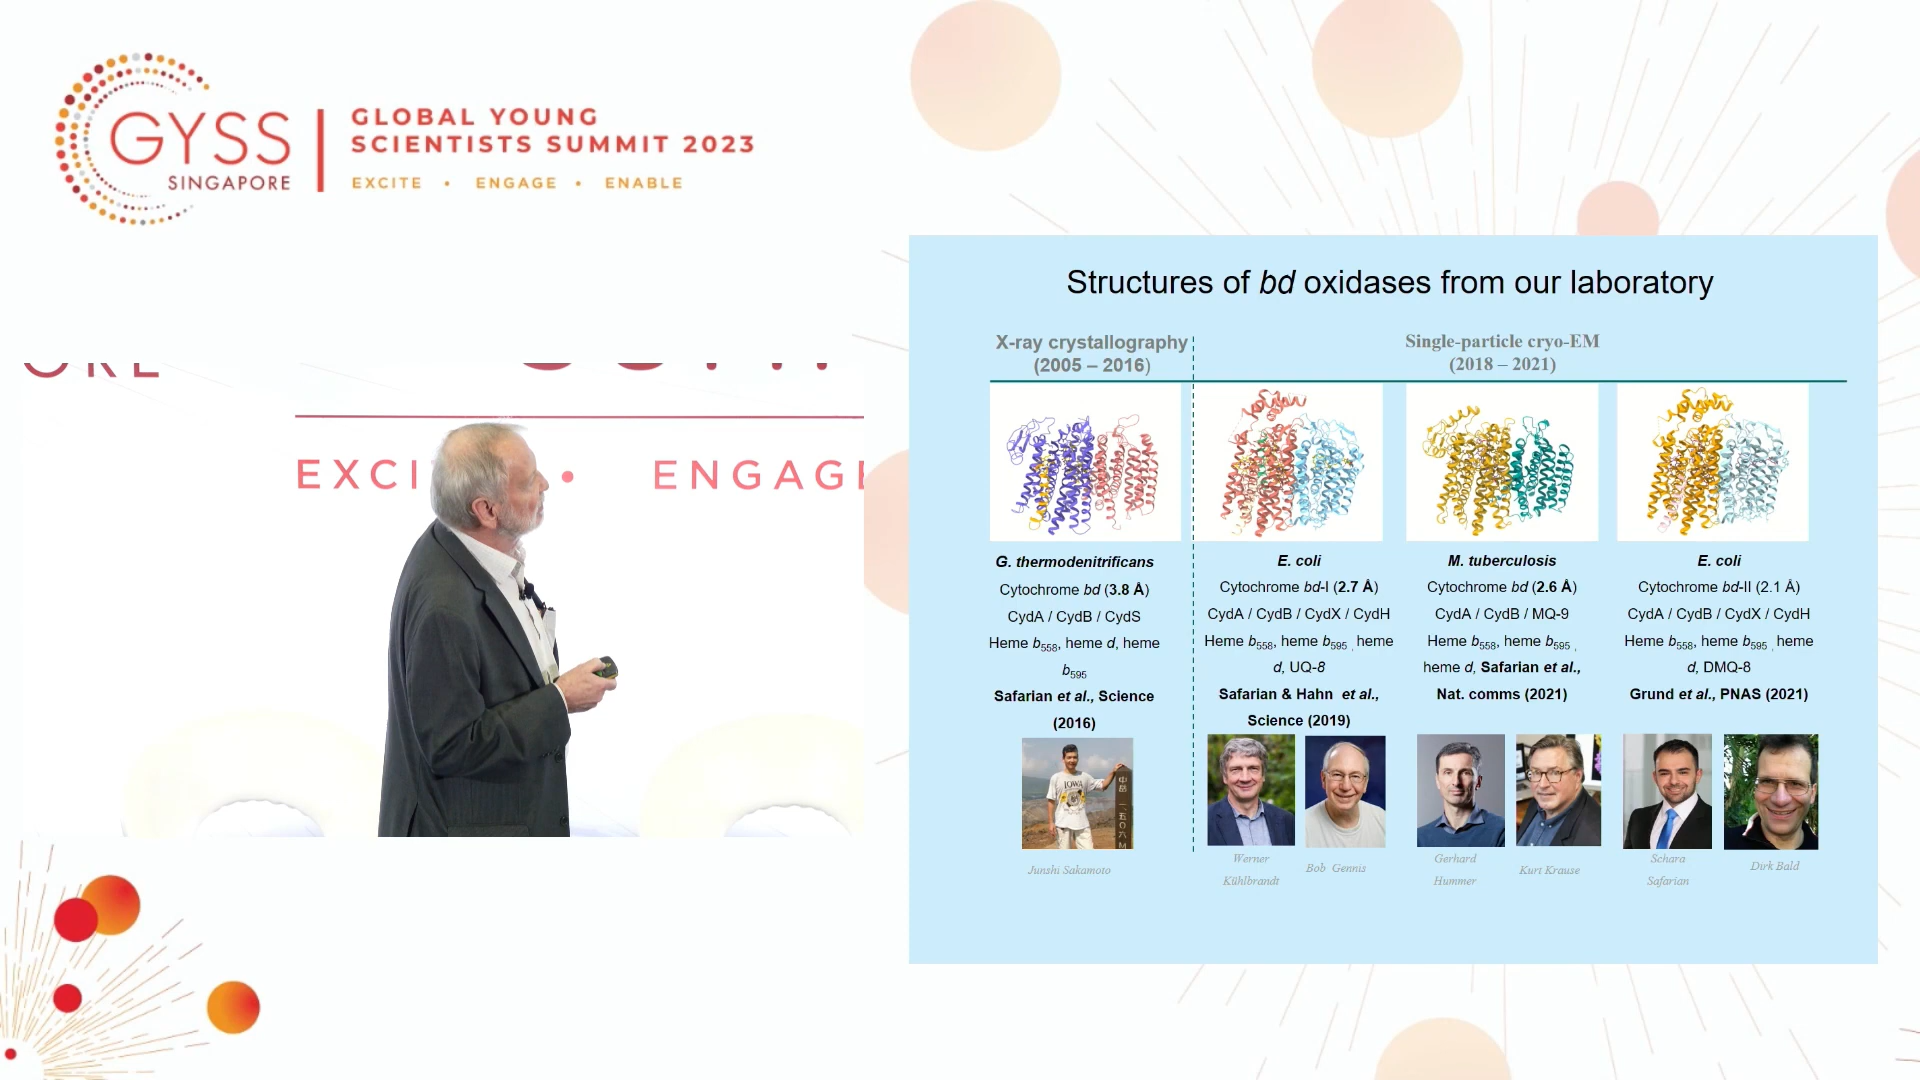 GYSS
SINGAPORE
GLOBAL YOUNG
SCIENTISTS SUMMIT 2023
EXCITE • ENGAGE • ENABLE
EXCI • ENGAGE
Structures of bd oxidases from our laboratory
X-ray crystallography
(2005 – 2016)
Single-particle cryo-EM
(2018 – 2021)
G. thermodenitrificans
Cytochrome bd (3.8 Å)
CydA / CydB / CydS
Heme b558, heme d, heme
b595
Safarian et al., Science
(2016)
Junshi Sakamoto
E. coli
Cytochrome bd-I (2.7 Å)
CydA / CydB / CydX / CydH
Heme b558, heme b595 , heme
d, UQ-8
Safarian & Hahn et al.,
Science (2019)
Werner
Kühlbrandt
Bob Gennis
M. tuberculosis
Cytochrome bd (2.6 Å)
CydA / CydB / MQ-9
Heme b558, heme b595 ,
heme d, Safarian et al.,
Nat. comms (2021)
Gerhard
Hummer
Kurt Krause
E. coli
Cytochrome bd-II (2.1 Å)
CydA / CydB / CydX / CydH
Heme b558, heme b595 , heme
d, DMQ-8
Grund et al., PNAS (2021)
Schara
Safarian
Dirk Bald
IOWA